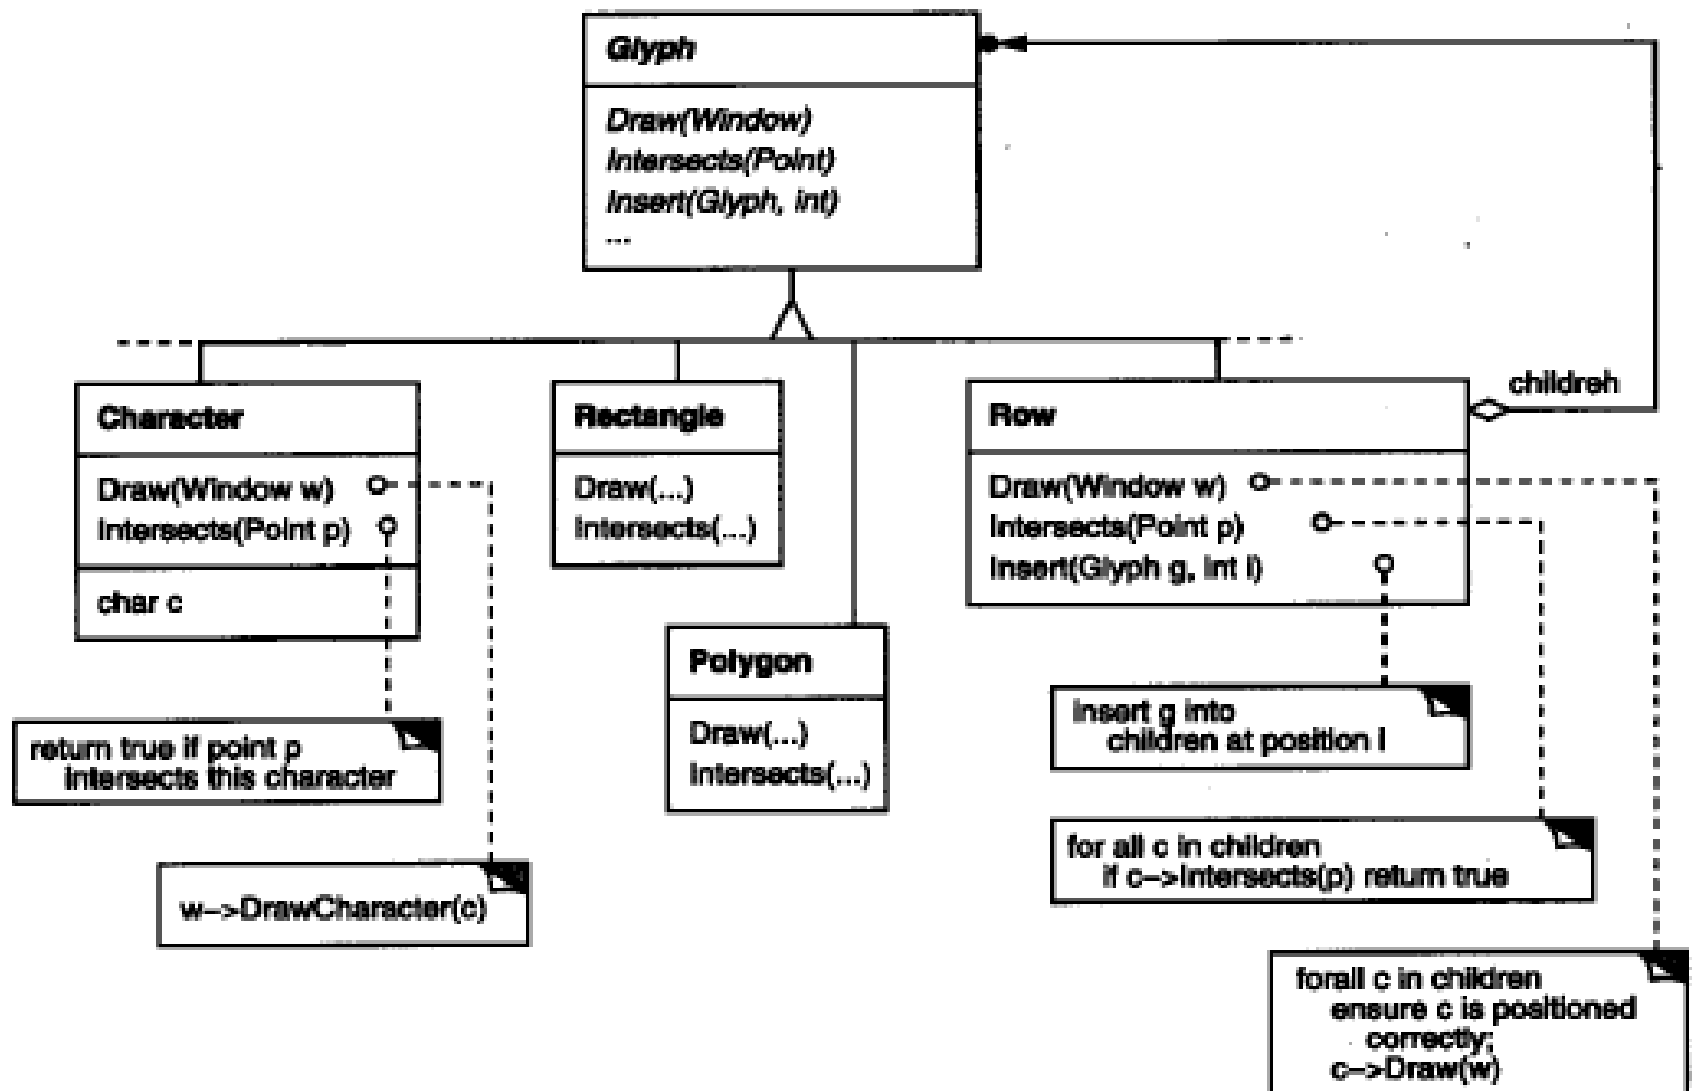 Glyph
Draw(Window)
Intersects(Point)
Insert(Glyph, int)
...
children
Character
Draw(Window w)
Intersects(Point p)
char c
Rectangle
Draw(...)
Intersects(...)
Row
Draw(Window w)
Intersects(Point p)
Insert(Glyph g, int i)
Polygon
Draw(...)
Intersects(...)
return true if point p
intersects this character
w->DrawCharacter(c)
insert g into
children at position i
for all c in children
if c->Intersects(p) return true
forall c in children
ensure c is positioned
correctly;
c->Draw(w)